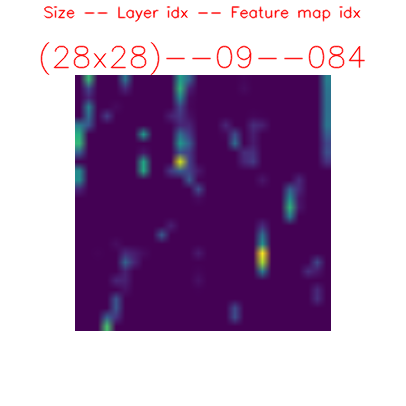 Size -- Layer idx -- Feature map idx
(28x28)--09--084